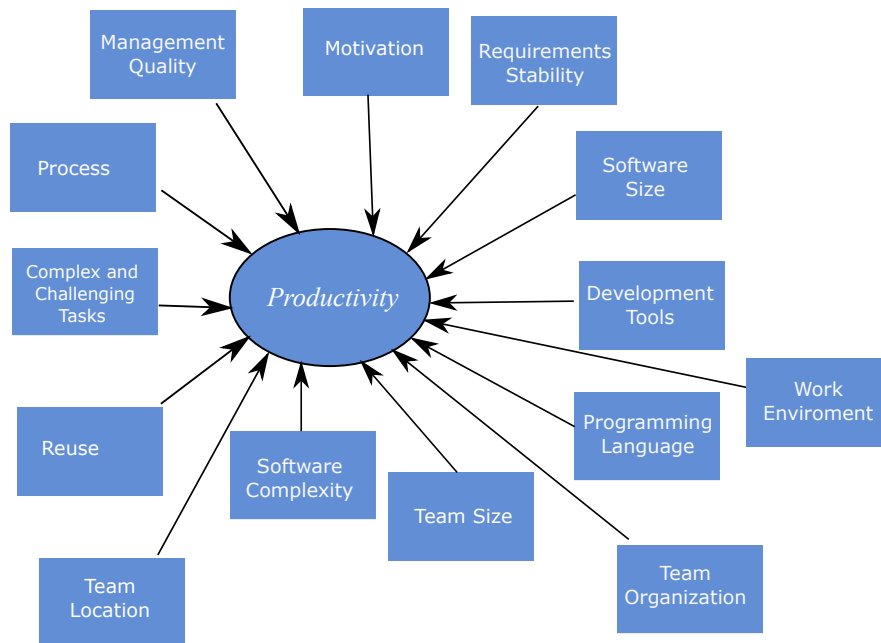 Management
Quality
Motivation
Requirements
Stability
Process
Software
Size
Complex and
Challenging
Tasks
Productivity
Development
Tools
Work
Enviroment
Reuse
Software
Complexity
Programming
Language
Team Size
Team
Location
Team
Organization